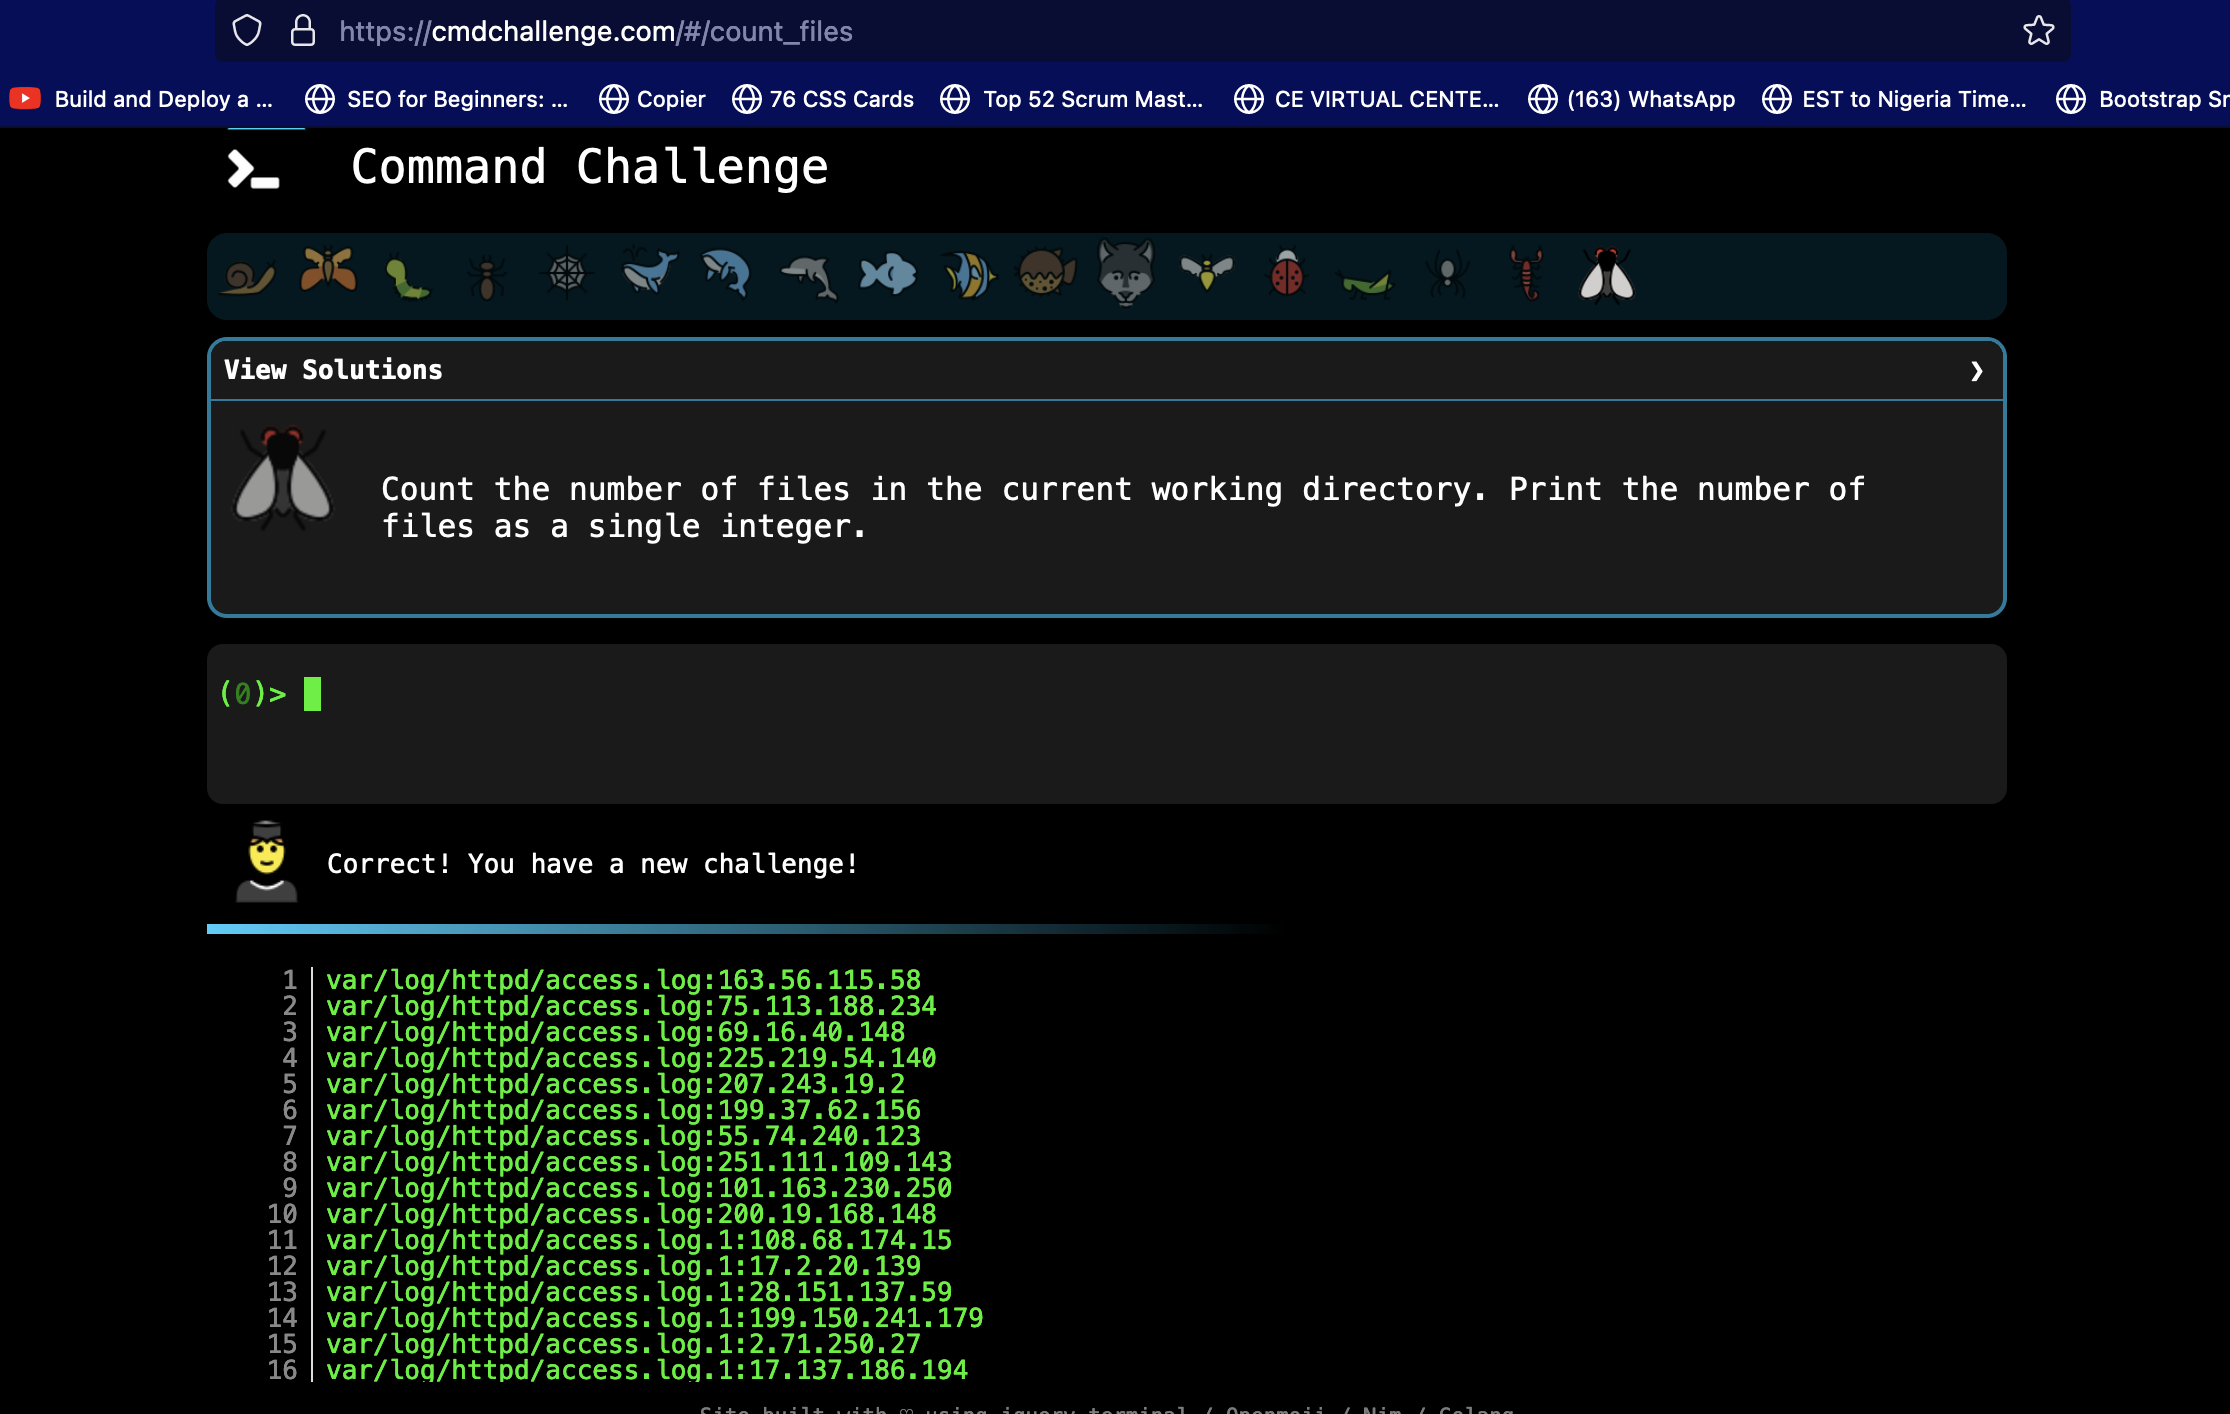 https://cmdchallenge.com/#/count_files
Build and Deploy a ... SEO for Beginners: ... Copier 76 CSS Cards Top 52 Scrum Mast... CE VIRTUAL CENTE... (163) WhatsApp EST to Nigeria Time... Bootstrap Sn
Command Challenge
View Solutions
Count the number of files in the current working directory. Print the number of
files as a single integer.
(0)>
Correct! You have a new challenge!
1 var/log/httpd/access.log:163.56.115.58
2 var/log/httpd/access.log:75.113.188.234
3 var/log/httpd/access.log:69.16.40.148
4 var/log/httpd/access.log:225.219.54.140
5 var/log/httpd/access.log:207.243.19.2
6 var/log/httpd/access.log:199.37.62.156
7 var/log/httpd/access.log:55.74.240.123
8 var/log/httpd/access.log:251.111.109.143
9 var/log/httpd/access.log:101.163.230.250
10 var/log/httpd/access.log:200.19.168.148
11 var/log/httpd/access.log.1:108.68.174.15
12 var/log/httpd/access.log.1:17.2.20.139
13 var/log/httpd/access.log.1:28.151.137.59
14 var/log/httpd/access.log.1:199.150.241.179
15 var/log/httpd/access.log.1:2.71.250.27
16 var/log/httpd/access.log.1:17.137.186.194
Site built with ♡ using jquery terminal / Openmoji / Nim / Golang